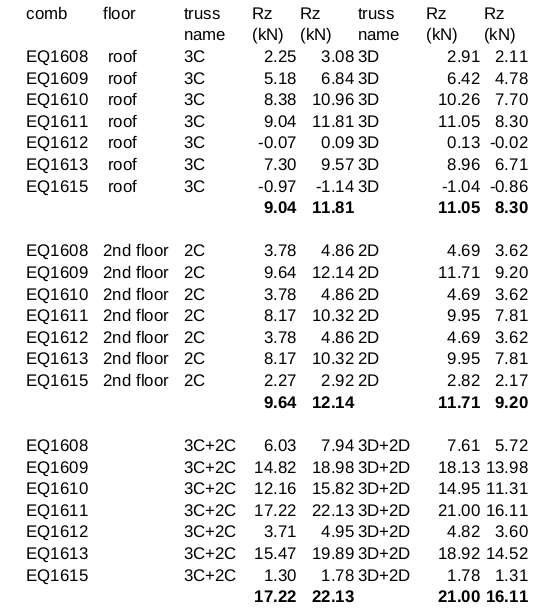 comb floor truss name Rz (kN) Rz (kN) truss name Rz (kN) Rz (kN)
EQ1608 roof 3C 2.25 3.08 3D 2.91 2.11
EQ1609 roof 3C 5.18 6.84 3D 6.42 4.78
EQ1610 roof 3C 8.38 10.96 3D 10.26 7.70
EQ1611 roof 3C 9.04 11.81 3D 11.05 8.30
EQ1612 roof 3C -0.07 0.09 3D 0.13 -0.02
EQ1613 roof 3C 7.30 9.57 3D 8.96 6.71
EQ1615 roof 3C -0.97 -1.14 3D -1.04 -0.86
9.04 11.81 11.05 8.30
EQ1608 2nd floor 2C 3.78 4.86 2D 4.69 3.62
EQ1609 2nd floor 2C 9.64 12.14 2D 11.71 9.20
EQ1610 2nd floor 2C 3.78 4.86 2D 4.69 3.62
EQ1611 2nd floor 2C 8.17 10.32 2D 9.95 7.81
EQ1612 2nd floor 2C 3.78 4.86 2D 4.69 3.62
EQ1613 2nd floor 2C 8.17 10.32 2D 9.95 7.81
EQ1615 2nd floor 2C 2.27 2.92 2D 2.82 2.17
9.64 12.14 11.71 9.20
EQ1608 3C+2C 6.03 7.94 3D+2D 7.61 5.72
EQ1609 3C+2C 14.82 18.98 3D+2D 18.13 13.98
EQ1610 3C+2C 12.16 15.82 3D+2D 14.95 11.31
EQ1611 3C+2C 17.22 22.13 3D+2D 21.00 16.11
EQ1612 3C+2C 3.71 4.95 3D+2D 4.82 3.60
EQ1613 3C+2C 15.47 19.89 3D+2D 18.92 14.52
EQ1615 3C+2C 1.30 1.78 3D+2D 1.78 1.31
17.22 22.13 21.00 16.11